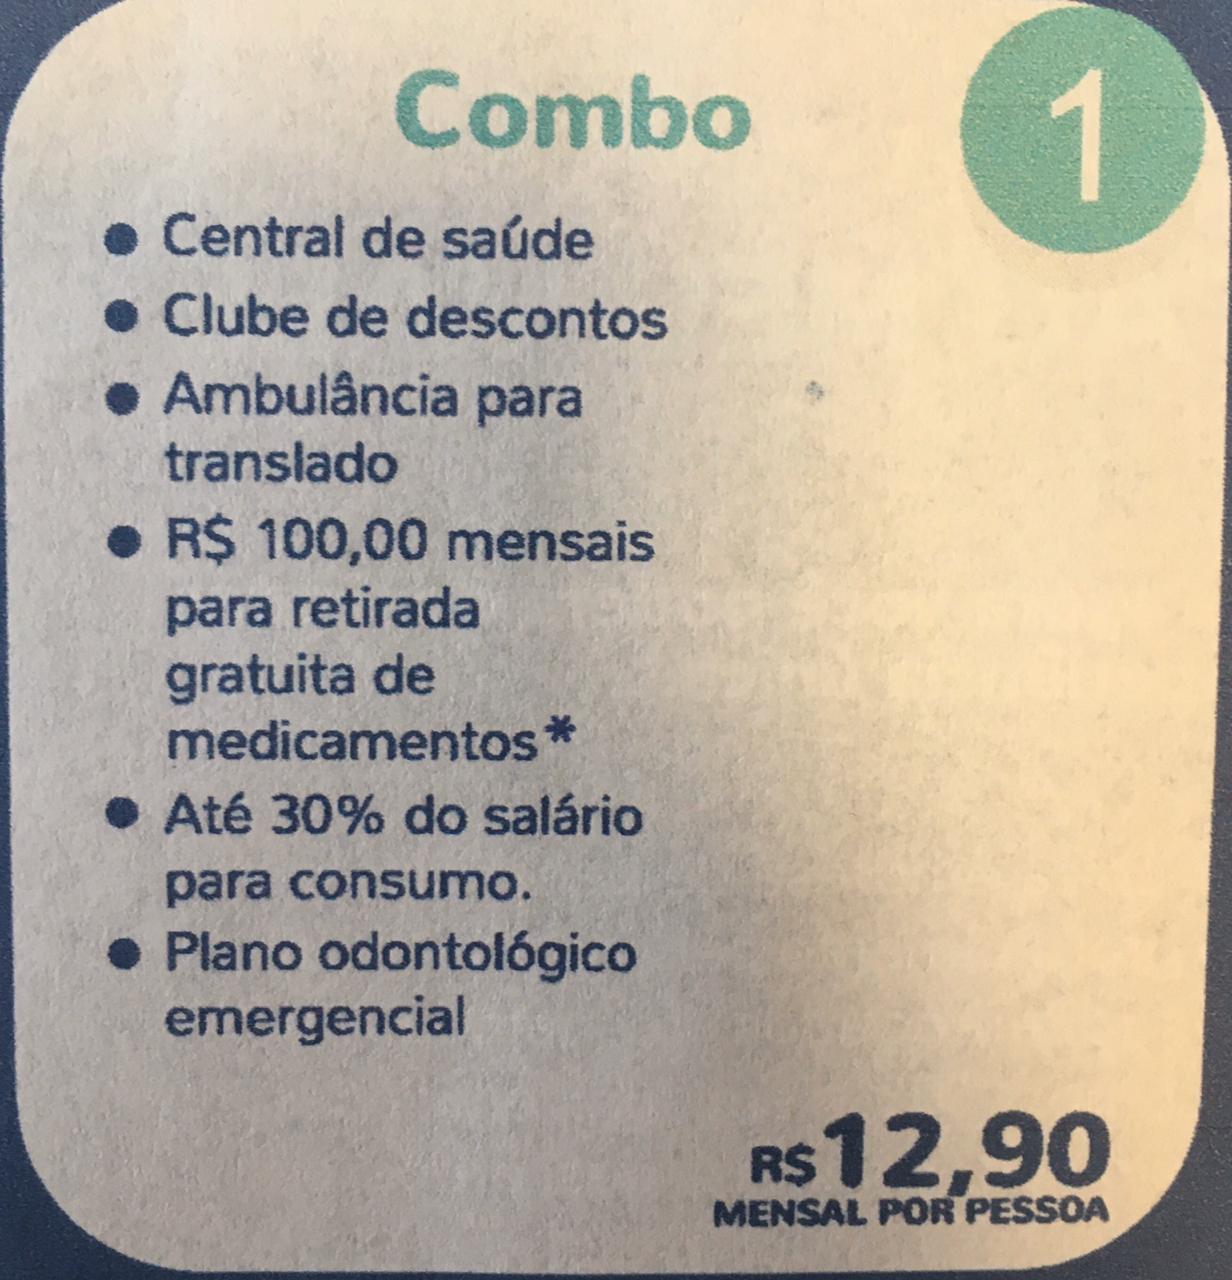 Combo
1
● Central de saúde
● Clube de descontos
● Ambulância para
translado
● R$ 100,00 mensais
para retirada
gratuita de
medicamentos*
● Até 30% do salário
para consumo.
● Plano odontológico
emergencial
R$12,90
MENSAL POR PESSOA